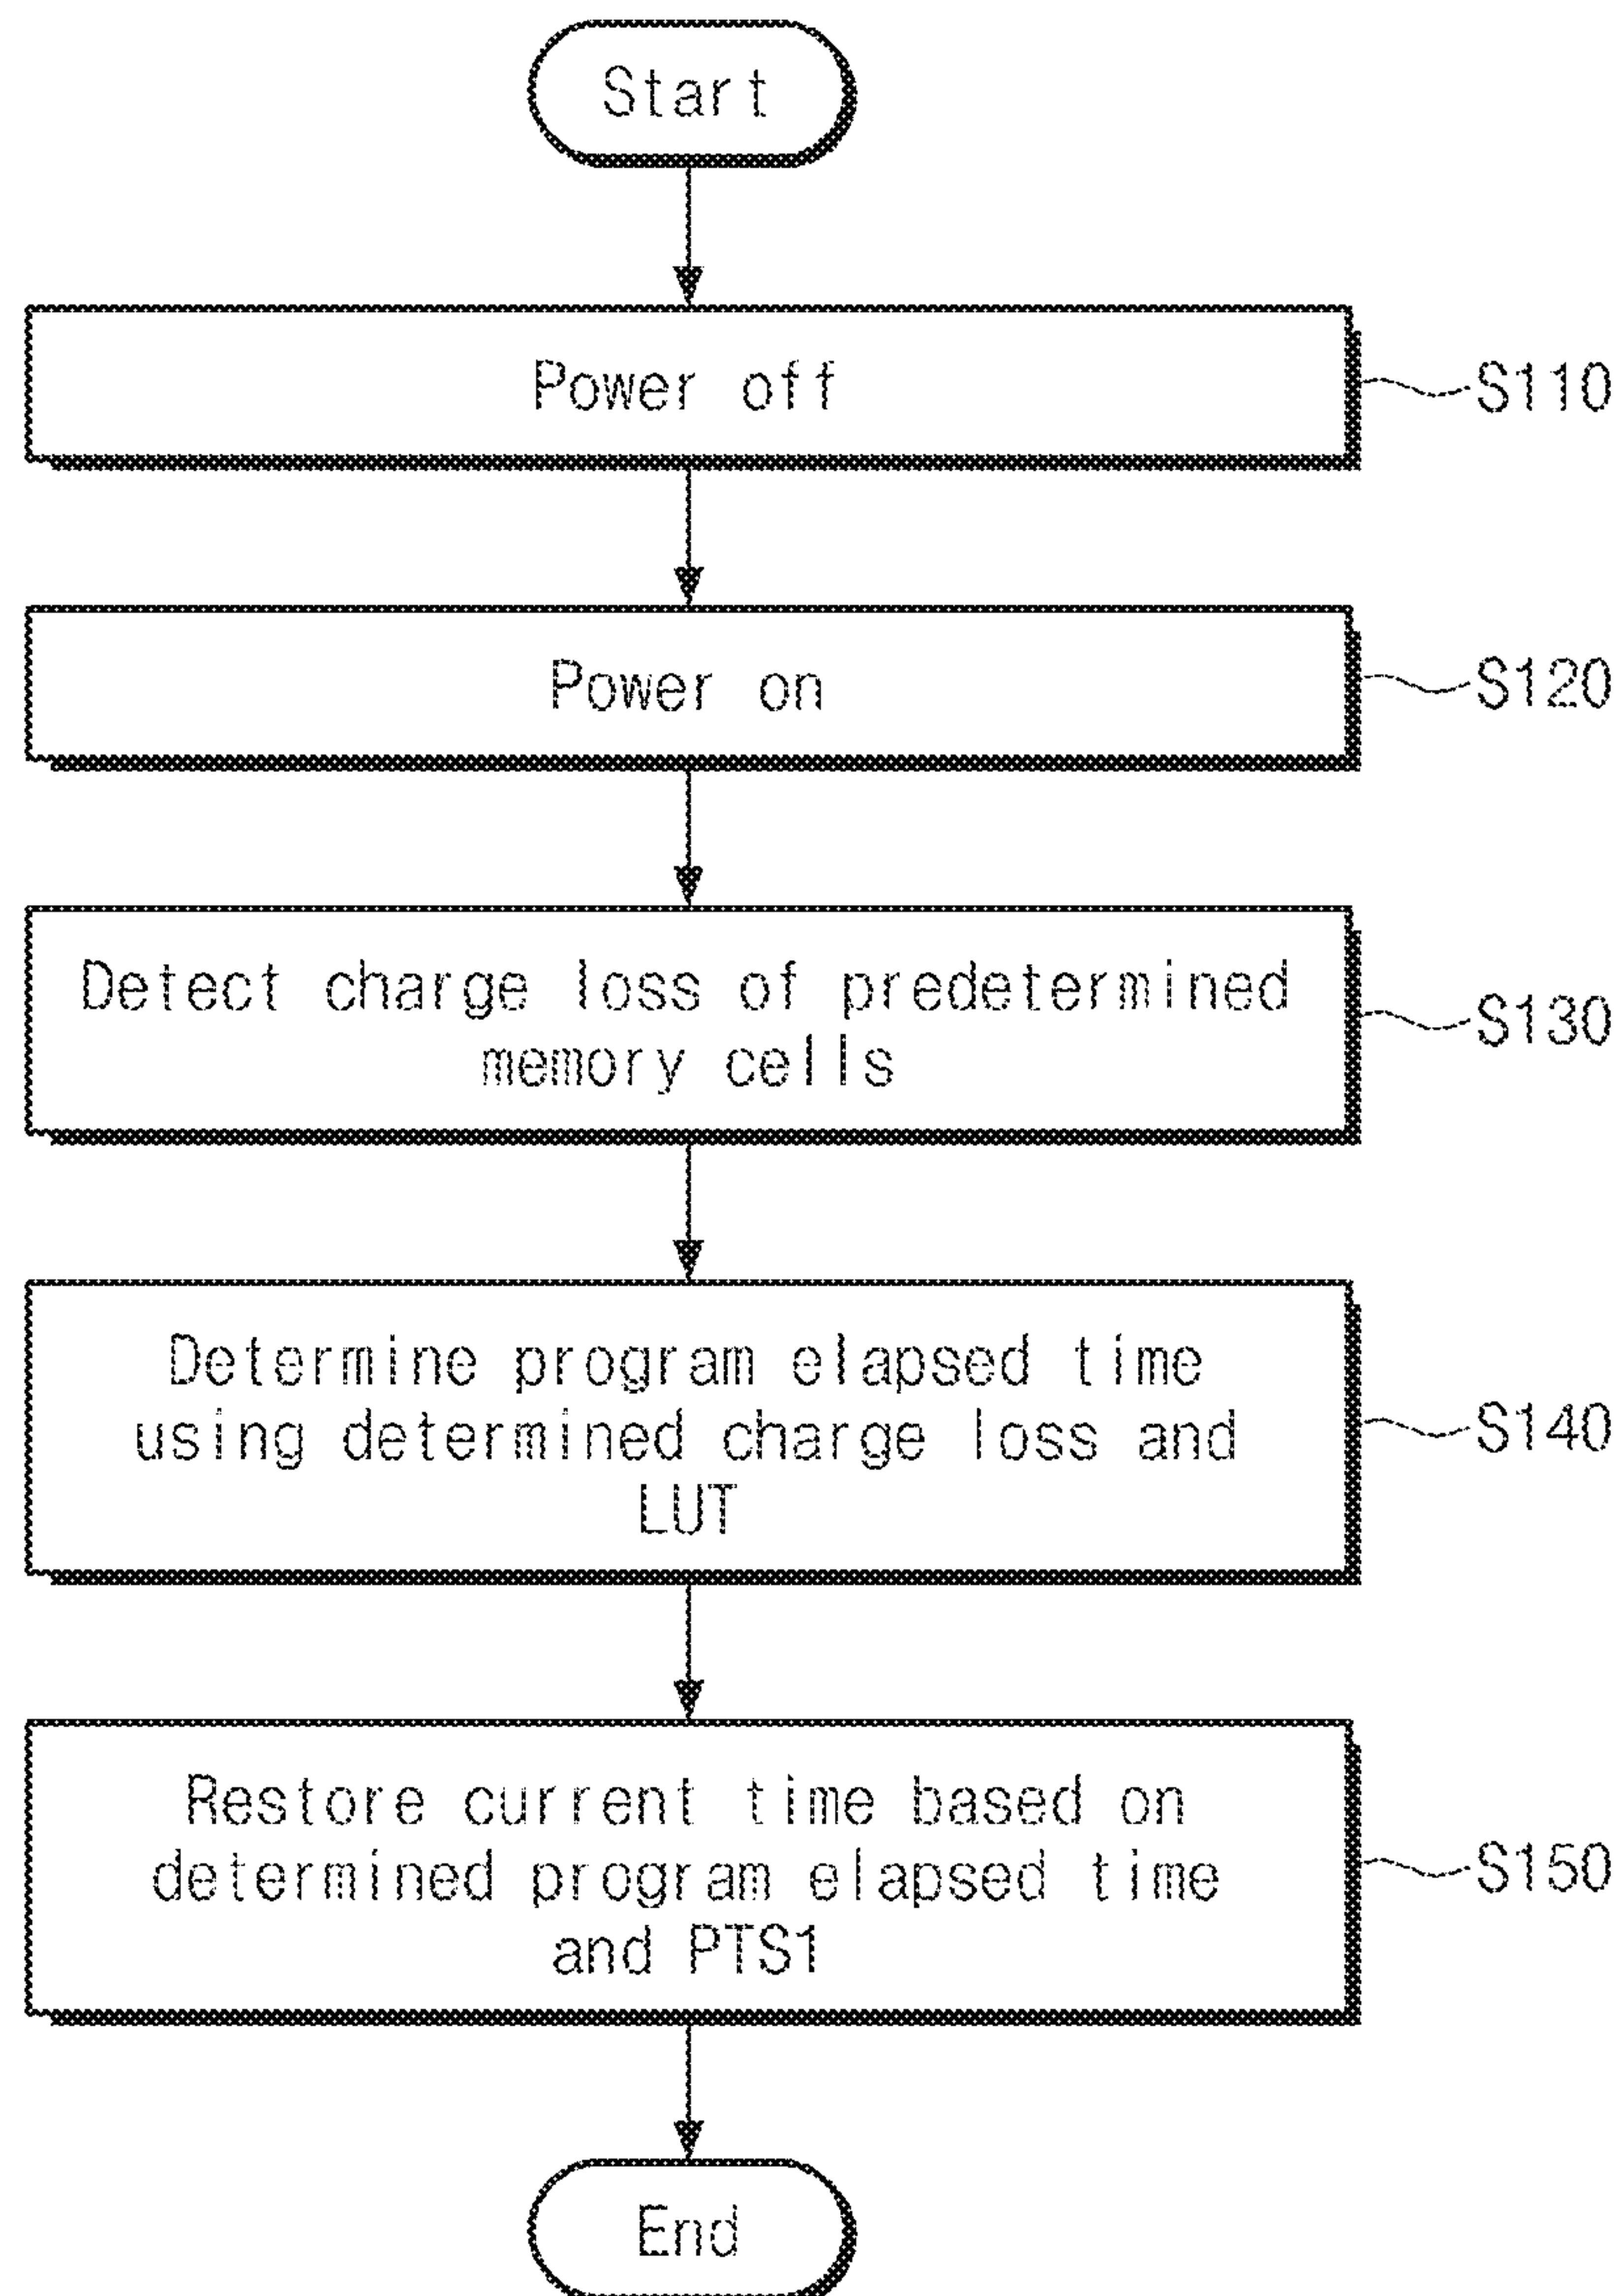 Start
Power off
S110
Power on
S120
Detect charge loss of predetermined
memory cells
S130
Determine program elapsed time
using determined charge loss and
LUT
S140
Restore current time based on
determined program elapsed time
and PTS1
S150
End